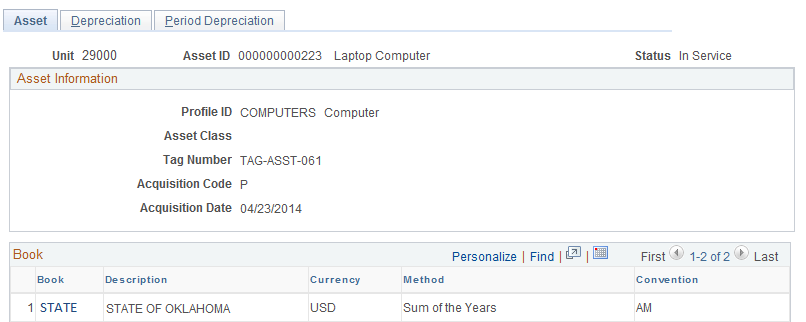 Asset Depreciation Period Depreciation
Unit 29000 Asset ID 000000000223 Laptop Computer Status In Service
Asset Information
Profile ID COMPUTERS Computer
Asset Class
Tag Number TAG-ASST-061
Acquisition Code P
Acquisition Date 04/23/2014
Book Personalize | Find | | First 1-2 of 2 Last
Book Description Currency Method Convention
1 STATE STATE OF OKLAHOMA USD Sum of the Years AM